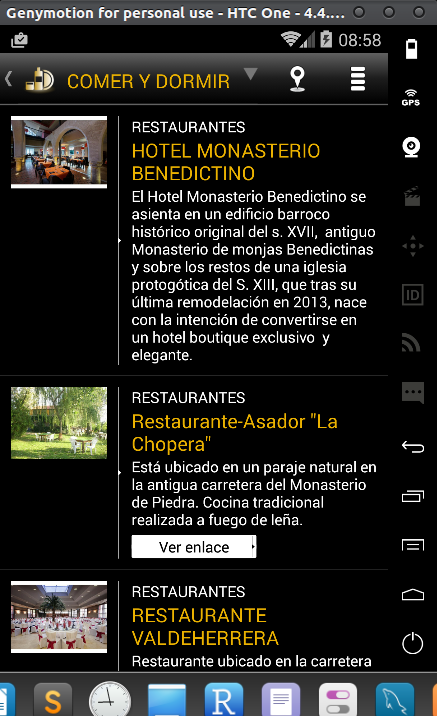 Genymotion for personal use - HTC One - 4.4....
08:58
COMER Y DORMIR
GPS
RESTAURANTES
HOTEL MONASTERIO
BENEDICTINO
El Hotel Monasterio Benedictino se
asienta en un edificio barroco
histórico original del s. XVII, antiguo
Monasterio de monjas Benedictinas
y sobre los restos de una iglesia
protogótica del S. XIII, que tras su
última remodelación en 2013, nace
con la intención de convertirse en
un hotel boutique exclusivo y
elegante.
ID
RESTAURANTES
Restaurante-Asador "La
Chopera"
Está ubicado en un paraje natural en
la antigua carretera del Monasterio
de Piedra. Cocina tradicional
realizada a fuego de leña.
Ver enlace
RESTAURANTES
RESTAURANTE
VALDEHERRERA
Restaurante ubicado en la carretera
S
R